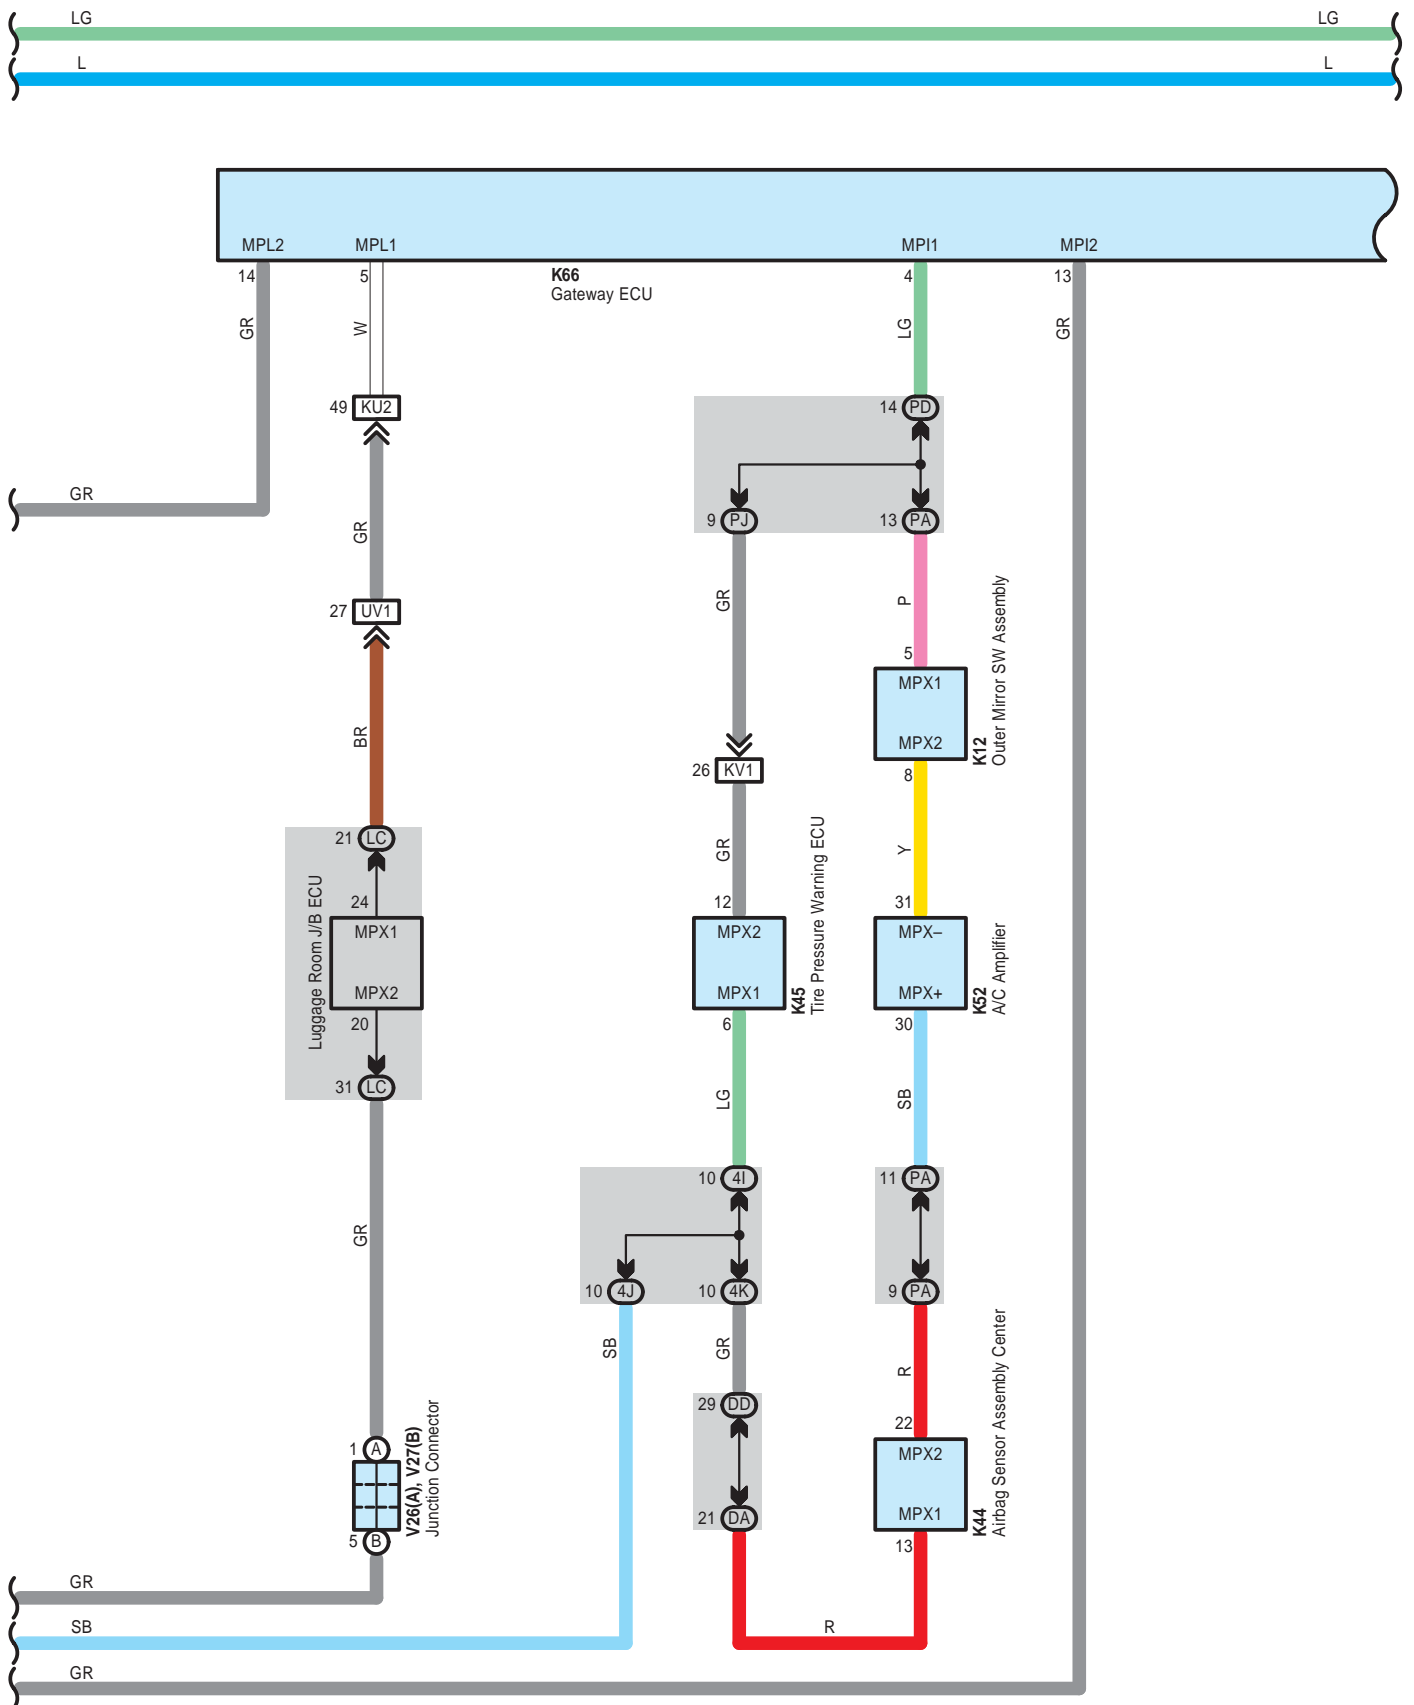 LG
LG
L
L
MPL2
MPL1
MPI1
MPI2
14
5
K66
Gateway ECU
4
13
GR
W
LG
GR
49 KU2
14 PD
GR
GR
9 PJ
13 PA
27 UV1
GR
P
5
MPX1
MPX2
K12
Outer Mirror SW Assembly
8
BR
26 KV1
21 LC
GR
Y
24
12
31
Luggage Room J/B ECU
MPX1
MPX2
MPX2
MPX1
K45
Tire Pressure Warning ECU
MPX–
MPX+
K52
A/C Amplifier
20
6
30
31 LC
LG
SB
10 4I
11 PA
GR
10 4J
10 4K
9 PA
SB
GR
R
29 DD
22
1 A
V26(A), V27(B)
Junction Connector
MPX2
MPX1
K44
Airbag Sensor Assembly Center
21 DA
5 B
13
GR
SB
R
GR